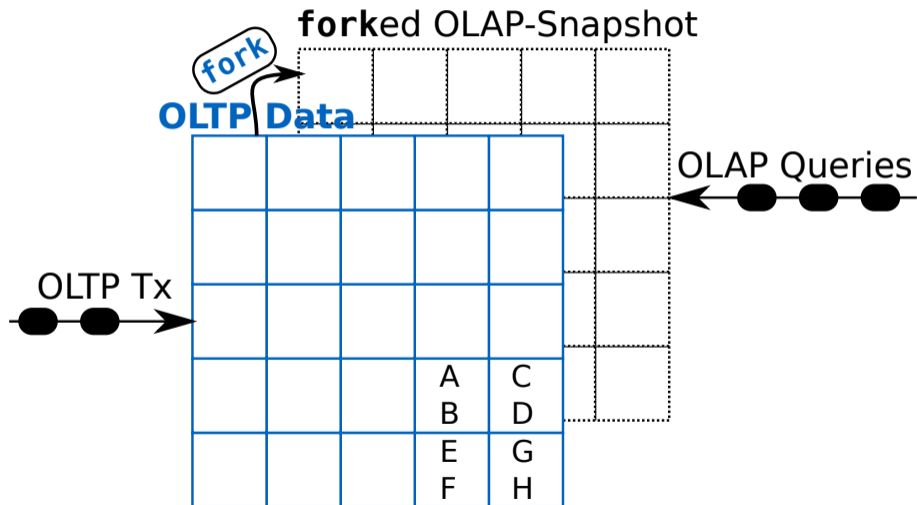 forked OLAP-Snapshot
fork
OLTP Data
OLAP Queries
OLTP Tx
A C
B D
E G
F H